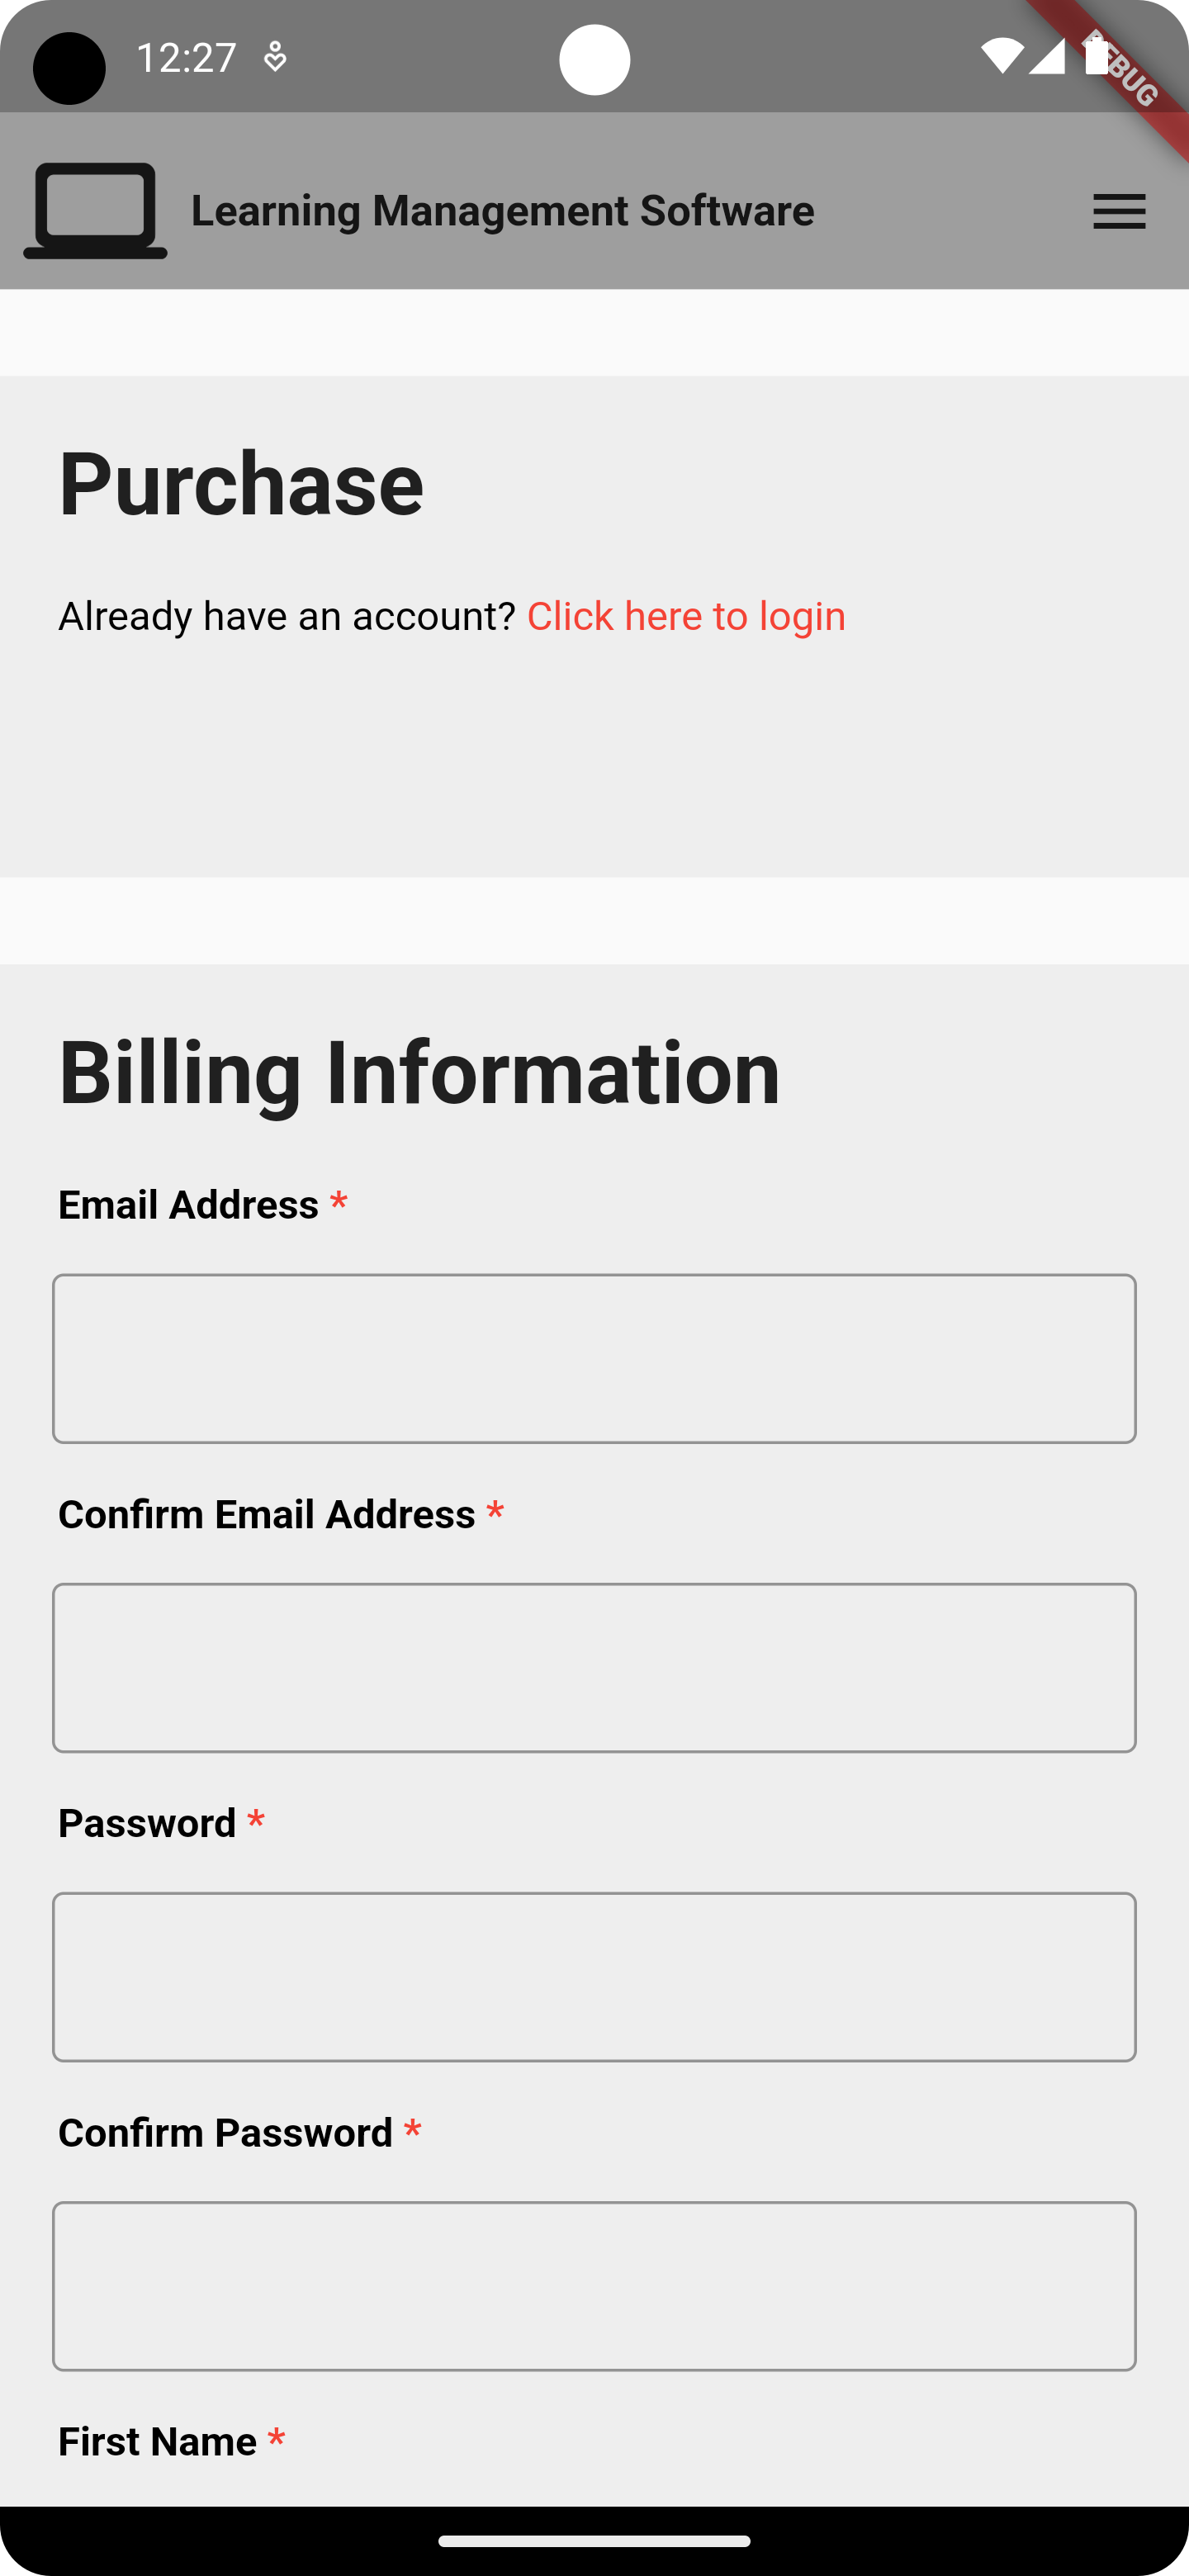 12:27
DEBUG
Learning Management Software
Purchase
Already have an account? Click here to login
Billing Information
Email Address *
Confirm Email Address *
Password *
Confirm Password *
First Name *